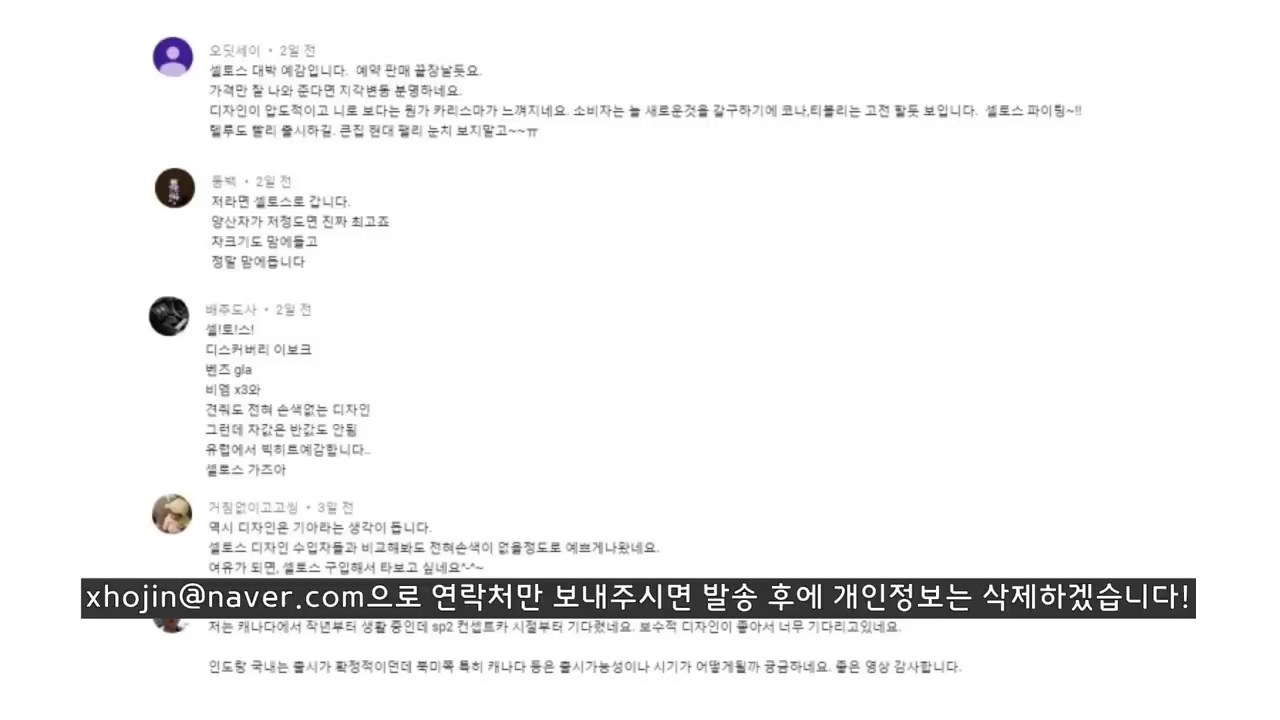 오딧세이 • 2일 전
셀토스 대박 예감입니다. 예약 판매 끝장날듯요.
가격만 잘 나와 준다면 지각변동 분명하네요.
디자인이 압도적이고 니로 보다는 뭔가 카리스마가 느껴지네요. 소비자는 늘 새로운것을 갈구하기에 코나,티볼리는 고전 할듯 보입니다. 셀토스 파이팅~!!
텔루도 빨리 출시하길. 큰집 현대 팰리 눈치 보지말고~~ㅠ
동백 • 2일 전
저라면 셀토스로 갑니다.
양산차가 저정도면 진짜 최고죠
차크기도 맘에들고
정말 맘에듭니다
배추도사 • 2일 전
셀!토!스!
디스커버리 이보크
벤츠 gla
비엠 x3와
견줘도 전혀 손색없는 디자인
그런데 차값은 반값도 안됨
유럽에서 빅히트예감합니다..
셀토스 가즈아
거침없이고고씽 • 3일 전
역시 디자인은 기아라는 생각이 듭니다.
셀토스 디자인 수입차들과 비교해봐도 전혀손색이 없을정도로 예쁘게나왔네요.
여유가 되면, 셀토스 구입해서 타보고 싶네요^-^~
xhojin@naver.com으로 연락처만 보내주시면 발송 후에 개인정보는 삭제하겠습니다!
저는 캐나다에서 작년부터 생활 중인데 sp2 컨셉트카 시절부터 기다렸네요. 보수적 디자인이 좋아서 너무 기다리고있네요.
인도랑 국내는 출시가 확정적이던데 북미쪽 특히 캐나다 등은 출시가능성이나 시기가 어떻게될까 궁금하네요. 좋은 영상 감사합니다.